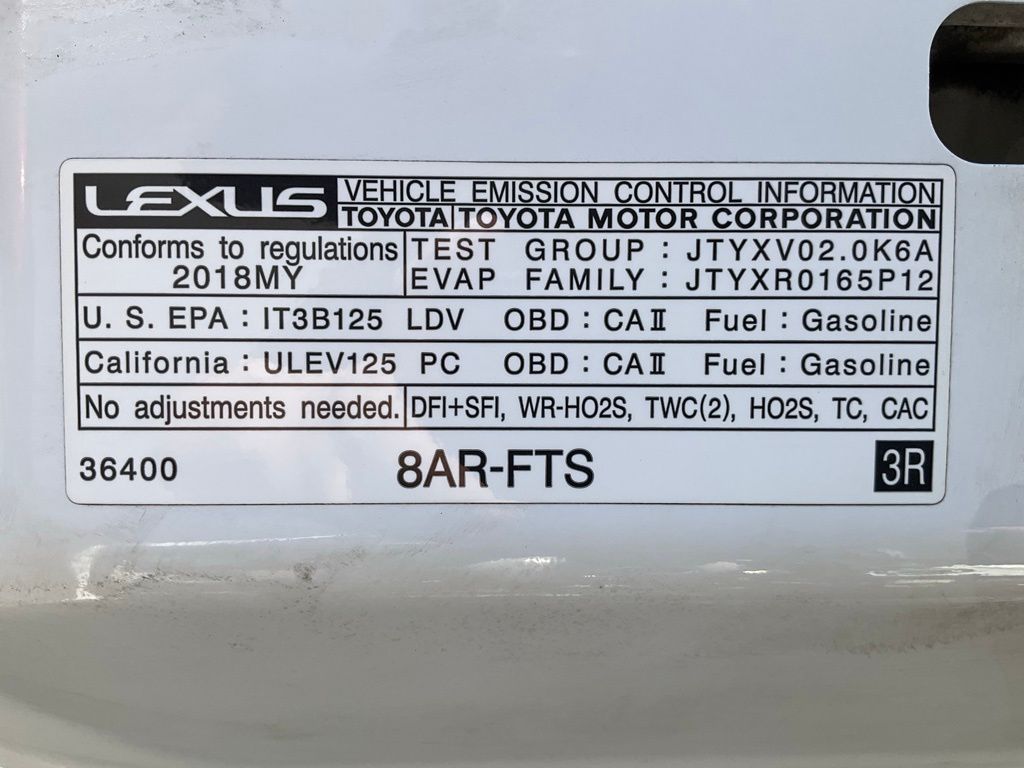 LEXUS VEHICLE EMISSION CONTROL INFORMATION
TOYOTA TOYOTA MOTOR CORPORATION
Conforms to regulations TEST GROUP : JTYXV02.0K6A
2018MY EVAP FAMILY : JTYXR0165P12
U. S. EPA : IT3B125 LDV OBD : CAⅡ Fuel : Gasoline
California : ULEV125 PC OBD : CAⅡ Fuel : Gasoline
No adjustments needed. DFI+SFI, WR-HO2S, TWC(2), HO2S, TC, CAC
36400 8AR-FTS 3R